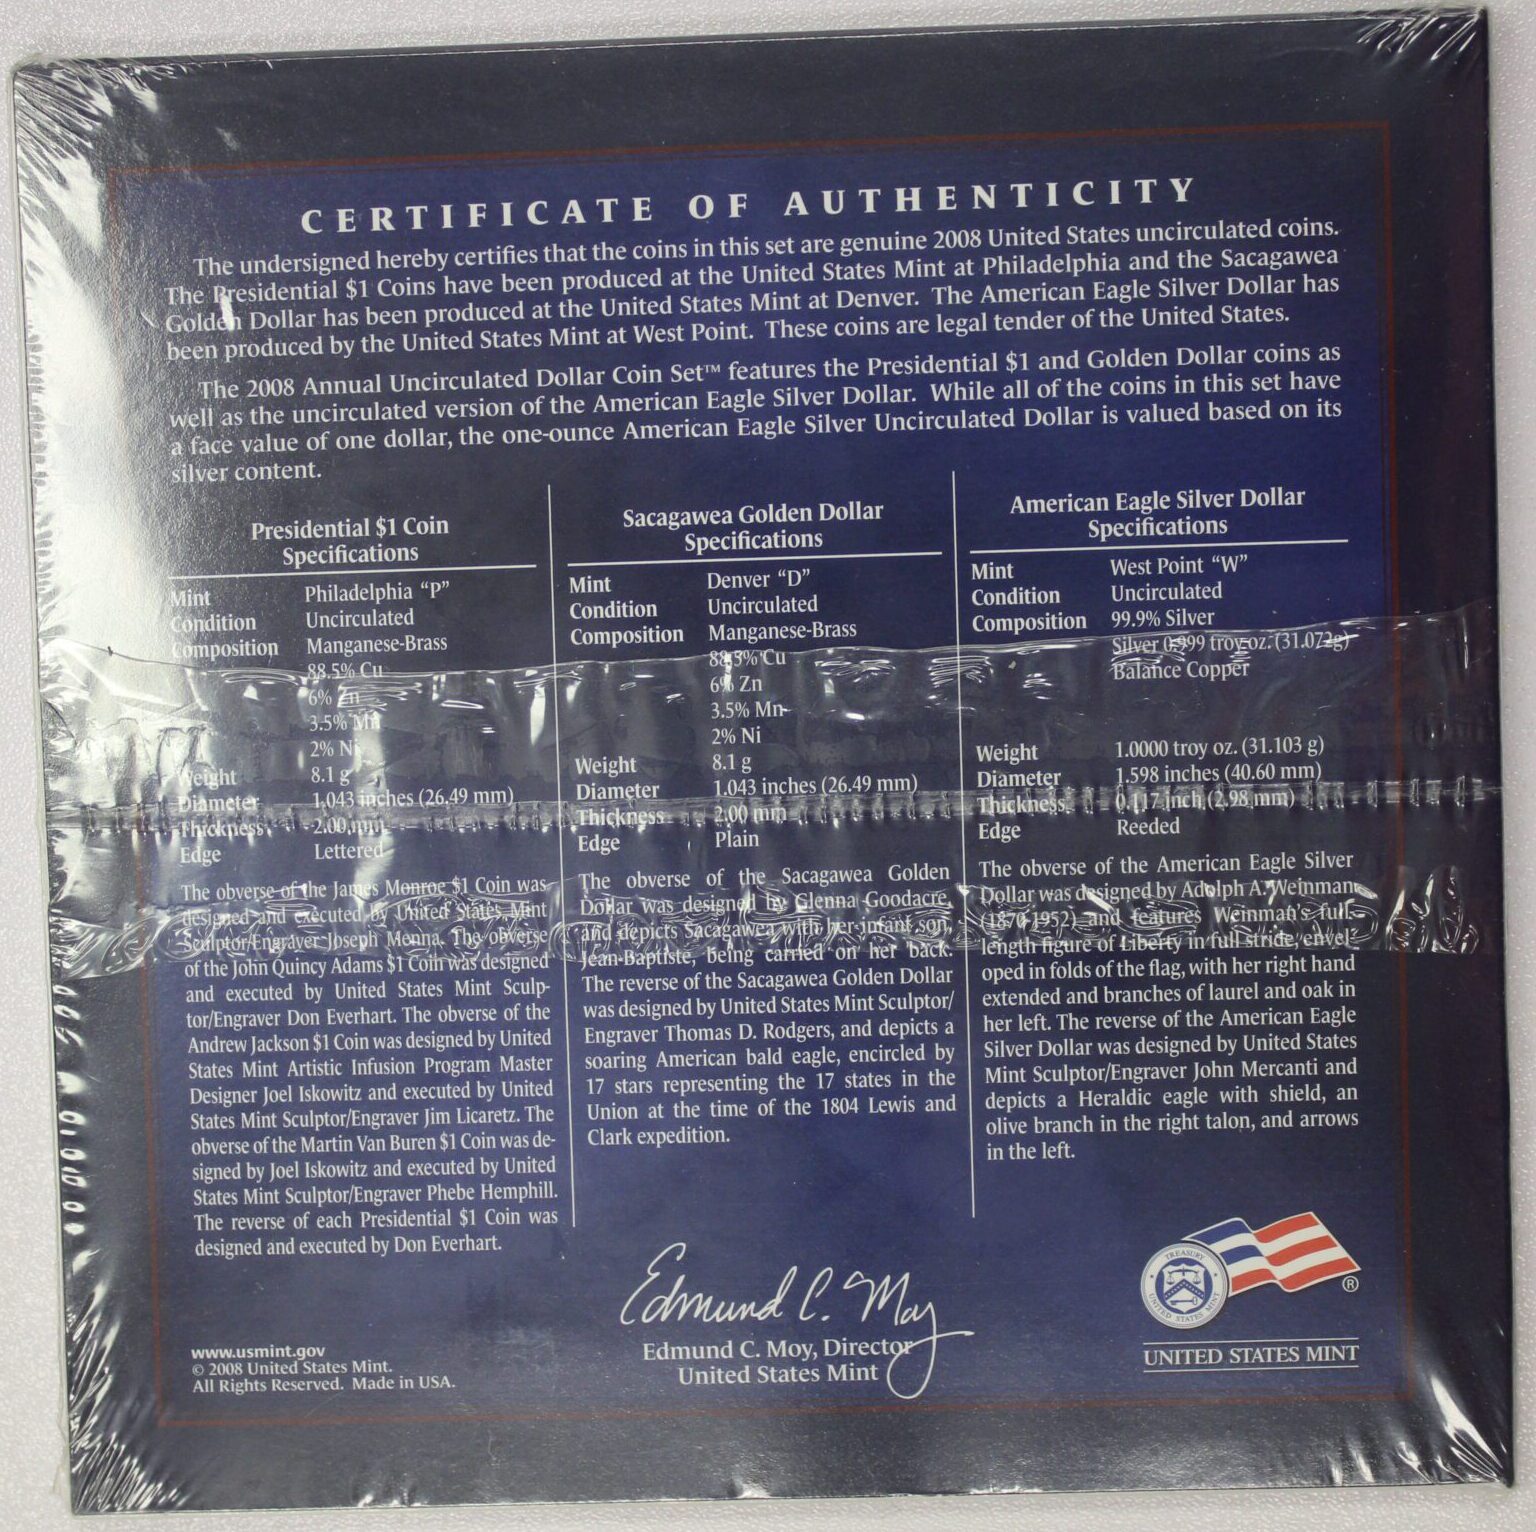 CERTIFICATE OF AUTHENTICITY
The undersigned hereby certifies that the coins in this set are genuine 2008 United States uncirculated coins.
The Presidential $1 Coins have been produced at the United States Mint at Philadelphia and the Sacagawea
Golden Dollar has been produced at the United States Mint at Denver. The American Eagle Silver Dollar has
been produced by the United States Mint at West Point. These coins are legal tender of the United States.
The 2008 Annual Uncirculated Dollar Coin Set™ features the Presidential $1 and Golden Dollar coins as
well as the uncirculated version of the American Eagle Silver Dollar. While all of the coins in this set have
a face value of one dollar, the one-ounce American Eagle Silver Uncirculated Dollar is valued based on its
silver content.
Presidential $1 Coin
Specifications
Mint Philadelphia “P”
Condition Uncirculated
Composition Manganese-Brass
88.5% Cu
6% Zn
3.5% Mn
2% Ni
Weight 8.1 g
Diameter 1.043 inches (26.49 mm)
Thickness 2.00 mm
Edge Lettered
The obverse of the James Monroe $1 Coin was
designed and executed by United States Mint
Sculptor/Engraver Joseph Menna. The obverse
of the John Quincy Adams $1 Coin was designed
and executed by United States Mint Sculp-
tor/Engraver Don Everhart. The obverse of the
Andrew Jackson $1 Coin was designed by United
States Mint Artistic Infusion Program Master
Designer Joel Iskowitz and executed by United
States Mint Sculptor/Engraver Jim Licaretz. The
obverse of the Martin Van Buren $1 Coin was de-
signed by Joel Iskowitz and executed by United
States Mint Sculptor/Engraver Phebe Hemphill.
The reverse of each Presidential $1 Coin was
designed and executed by Don Everhart.
Sacagawea Golden Dollar
Specifications
Mint Denver “D”
Condition Uncirculated
Composition Manganese-Brass
88.5% Cu
6% Zn
3.5% Mn
2% Ni
Weight 8.1 g
Diameter 1.043 inches (26.49 mm)
Thickness 2.00 mm
Edge Plain
The obverse of the Sacagawea Golden
Dollar was designed by Glenna Goodacre,
and depicts Sacagawea with her infant son,
Jean-Baptiste, being carried on her back.
The reverse of the Sacagawea Golden Dollar
was designed by United States Mint Sculptor/
Engraver Thomas D. Rodgers, and depicts a
soaring American bald eagle, encircled by
17 stars representing the 17 states in the
Union at the time of the 1804 Lewis and
Clark expedition.
American Eagle Silver Dollar
Specifications
Mint West Point “W”
Condition Uncirculated
Composition 99.9% Silver
Silver 0.999 troy oz. (31.072g)
Balance Copper
Weight 1.0000 troy oz. (31.103 g)
Diameter 1.598 inches (40.60 mm)
Thickness 0.117 inch (2.98 mm)
Edge Reeded
The obverse of the American Eagle Silver
Dollar was designed by Adolph A. Weinman
(1870-1952) and features Weinman's full-
length figure of Liberty in full stride, envel-
oped in folds of the flag, with her right hand
extended and branches of laurel and oak in
her left. The reverse of the American Eagle
Silver Dollar was designed by United States
Mint Sculptor/Engraver John Mercanti and
depicts a Heraldic eagle with shield, an
olive branch in the right talon, and arrows
in the left.
Edmund C. Moy
Edmund C. Moy, Director
United States Mint
www.usmint.gov
© 2008 United States Mint.
All Rights Reserved. Made in USA.
TREASURY
UNITED STATES MINT
®
UNITED STATES MINT